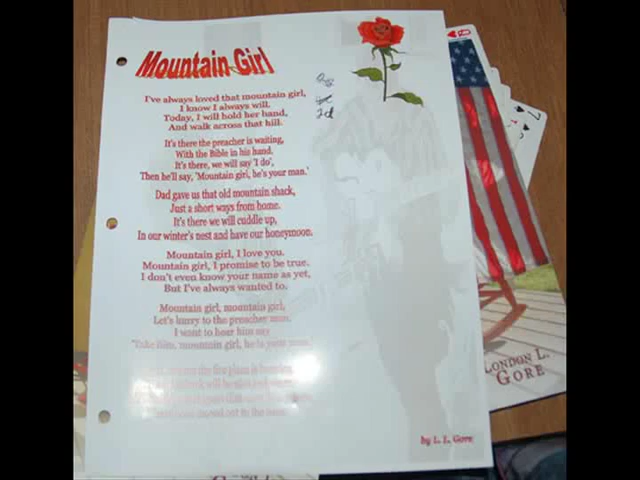 Mountain Girl
I've always loved that mountain girl,
I know I always will.
Today, I will hold her hand,
And walk across that hill.
It's there the preacher is waiting,
With the Bible in his hand.
It's there, we will say 'I do',
Then he'll say, 'Mountain girl, he's your man.'
Dad gave us that old mountain shack,
Just a short ways from home.
It's there we will cuddle up,
In our winter's nest and have our honeymoon.
Mountain girl, I love you.
Mountain girl, I promise to be true.
I don't even know your name as yet,
But I've always wanted to.
Mountain girl, mountain girl,
Let's hurry to the preacher man.
I want to hear him say
'Take him, mountain girl, he is your man.'
the fire place is
by L. L. Gore
London L.
Gore
7